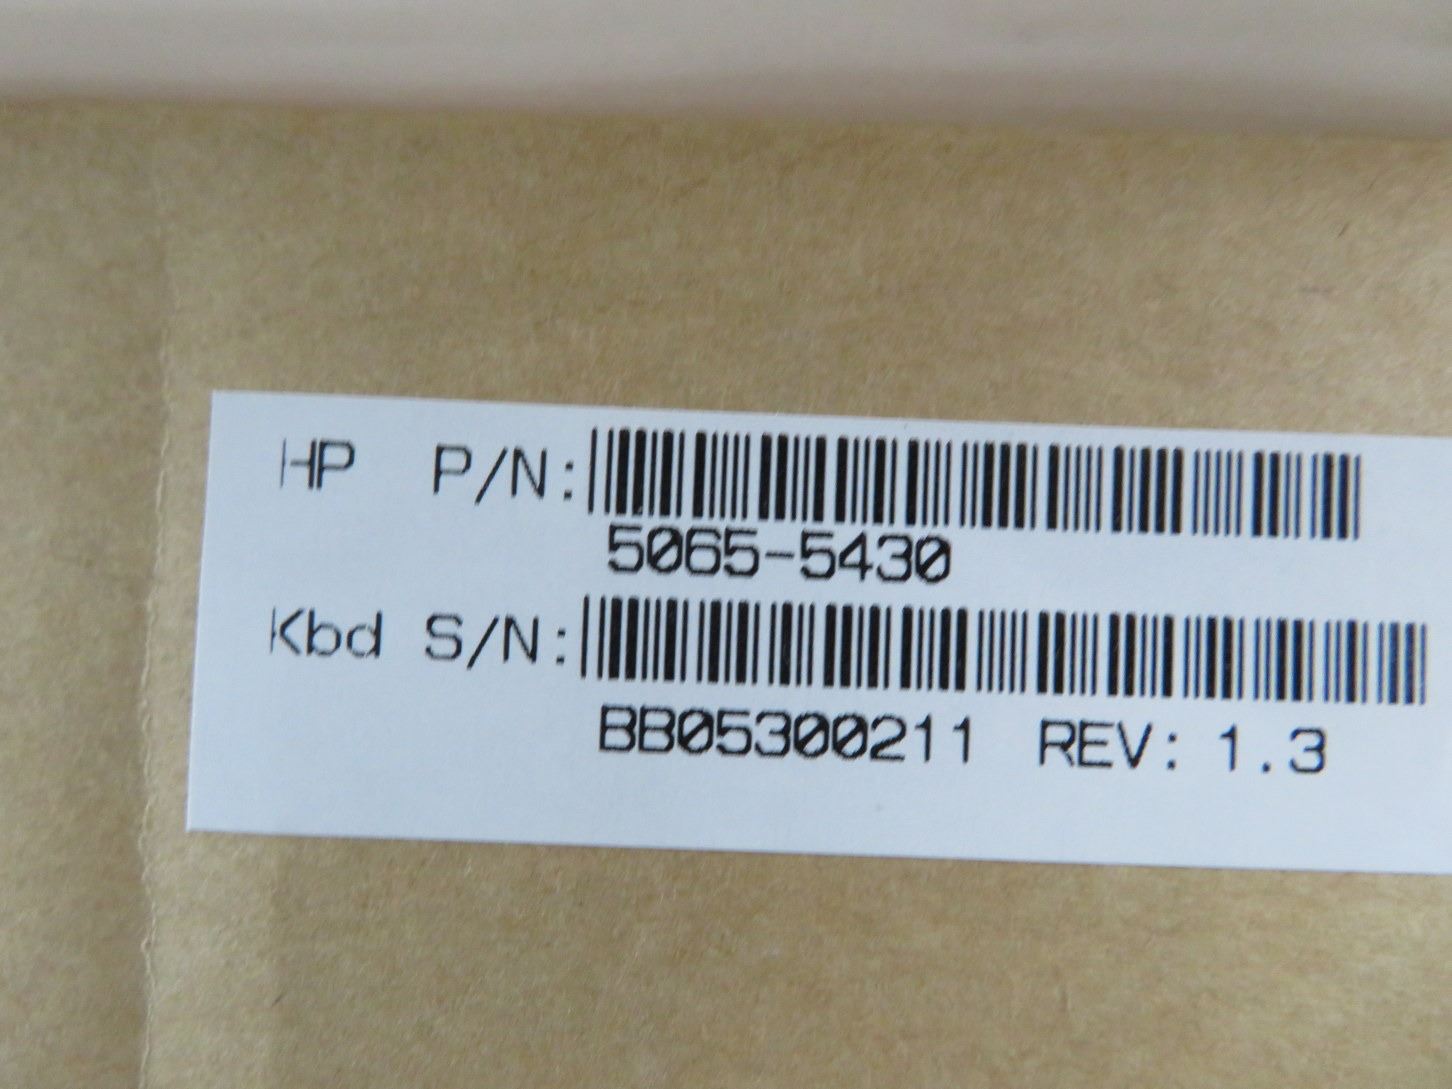 HP P/N:
5065-5430
Kbd S/N:
BB05300211 REV: 1.3